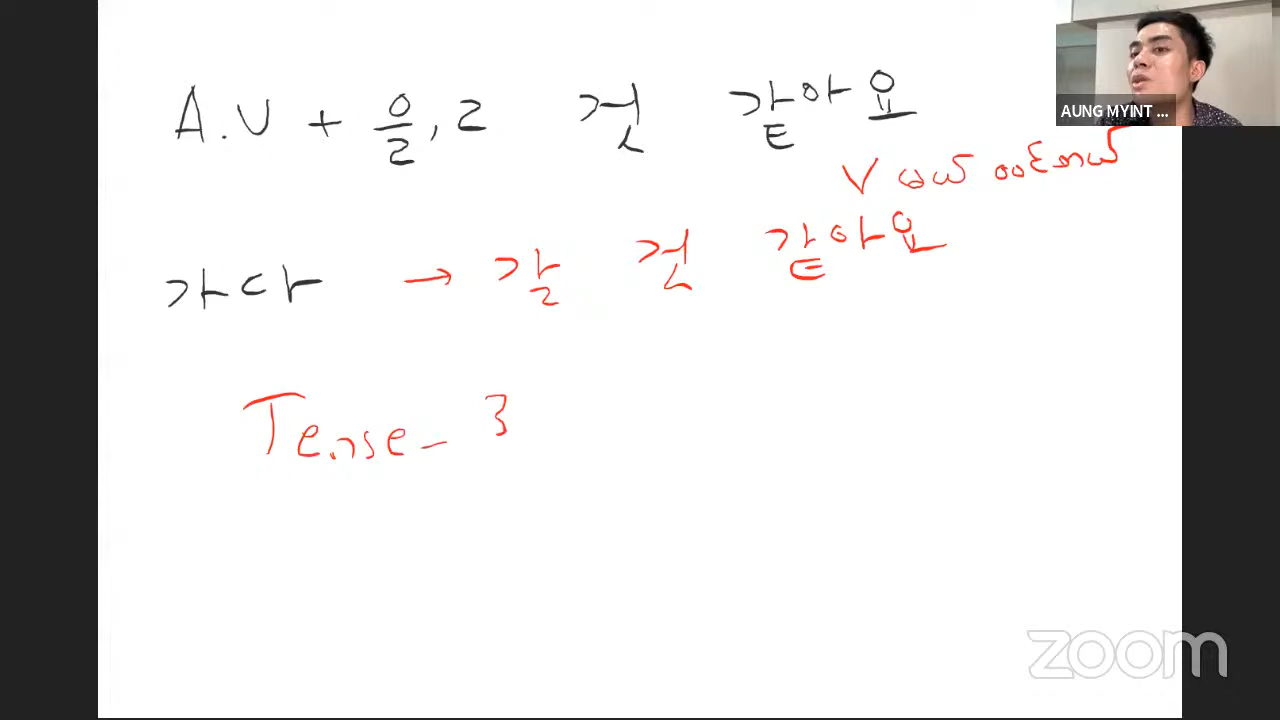 AUNG MYINT ...
A.V + 을, ㄹ 것 같아요
V မယ် ထင်တယ်
가다 → 갈 것 같아요
Tense - 3
zoom